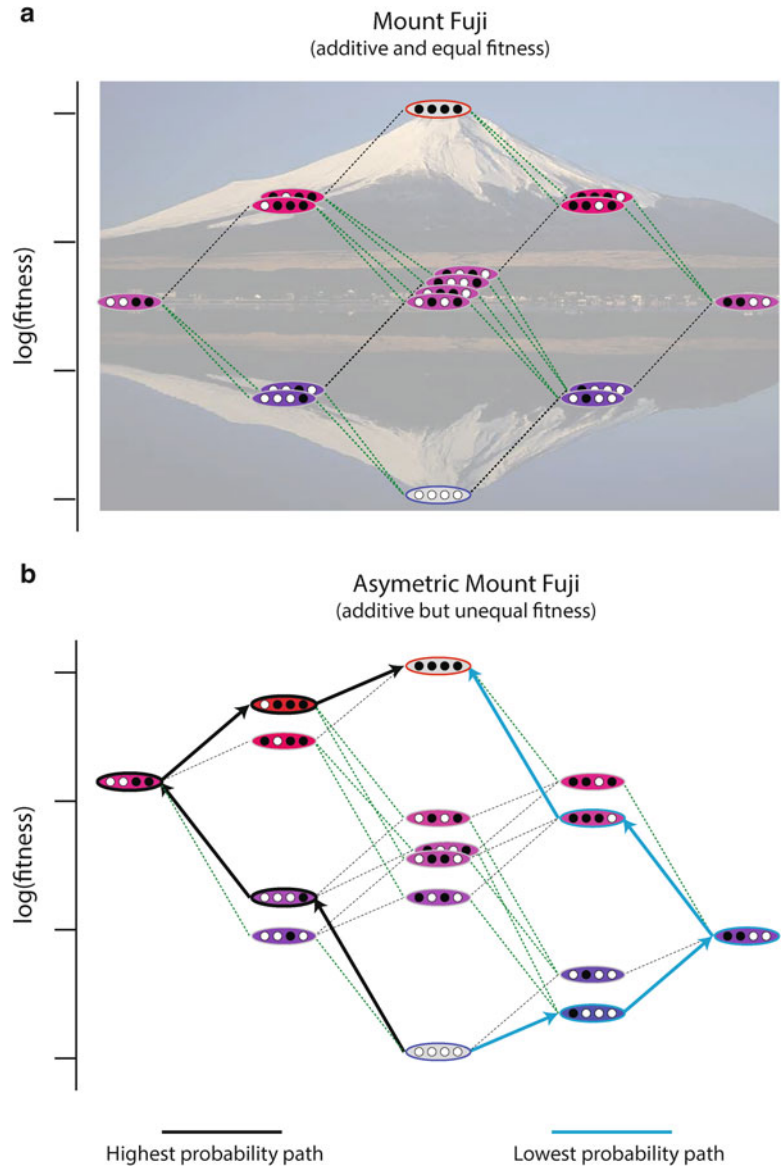 a
Mount Fuji
(additive and equal fitness)
log(fitness)
b
Asymetric Mount Fuji
(additive but unequal fitness)
log(fitness)
Highest probability path
Lowest probability path